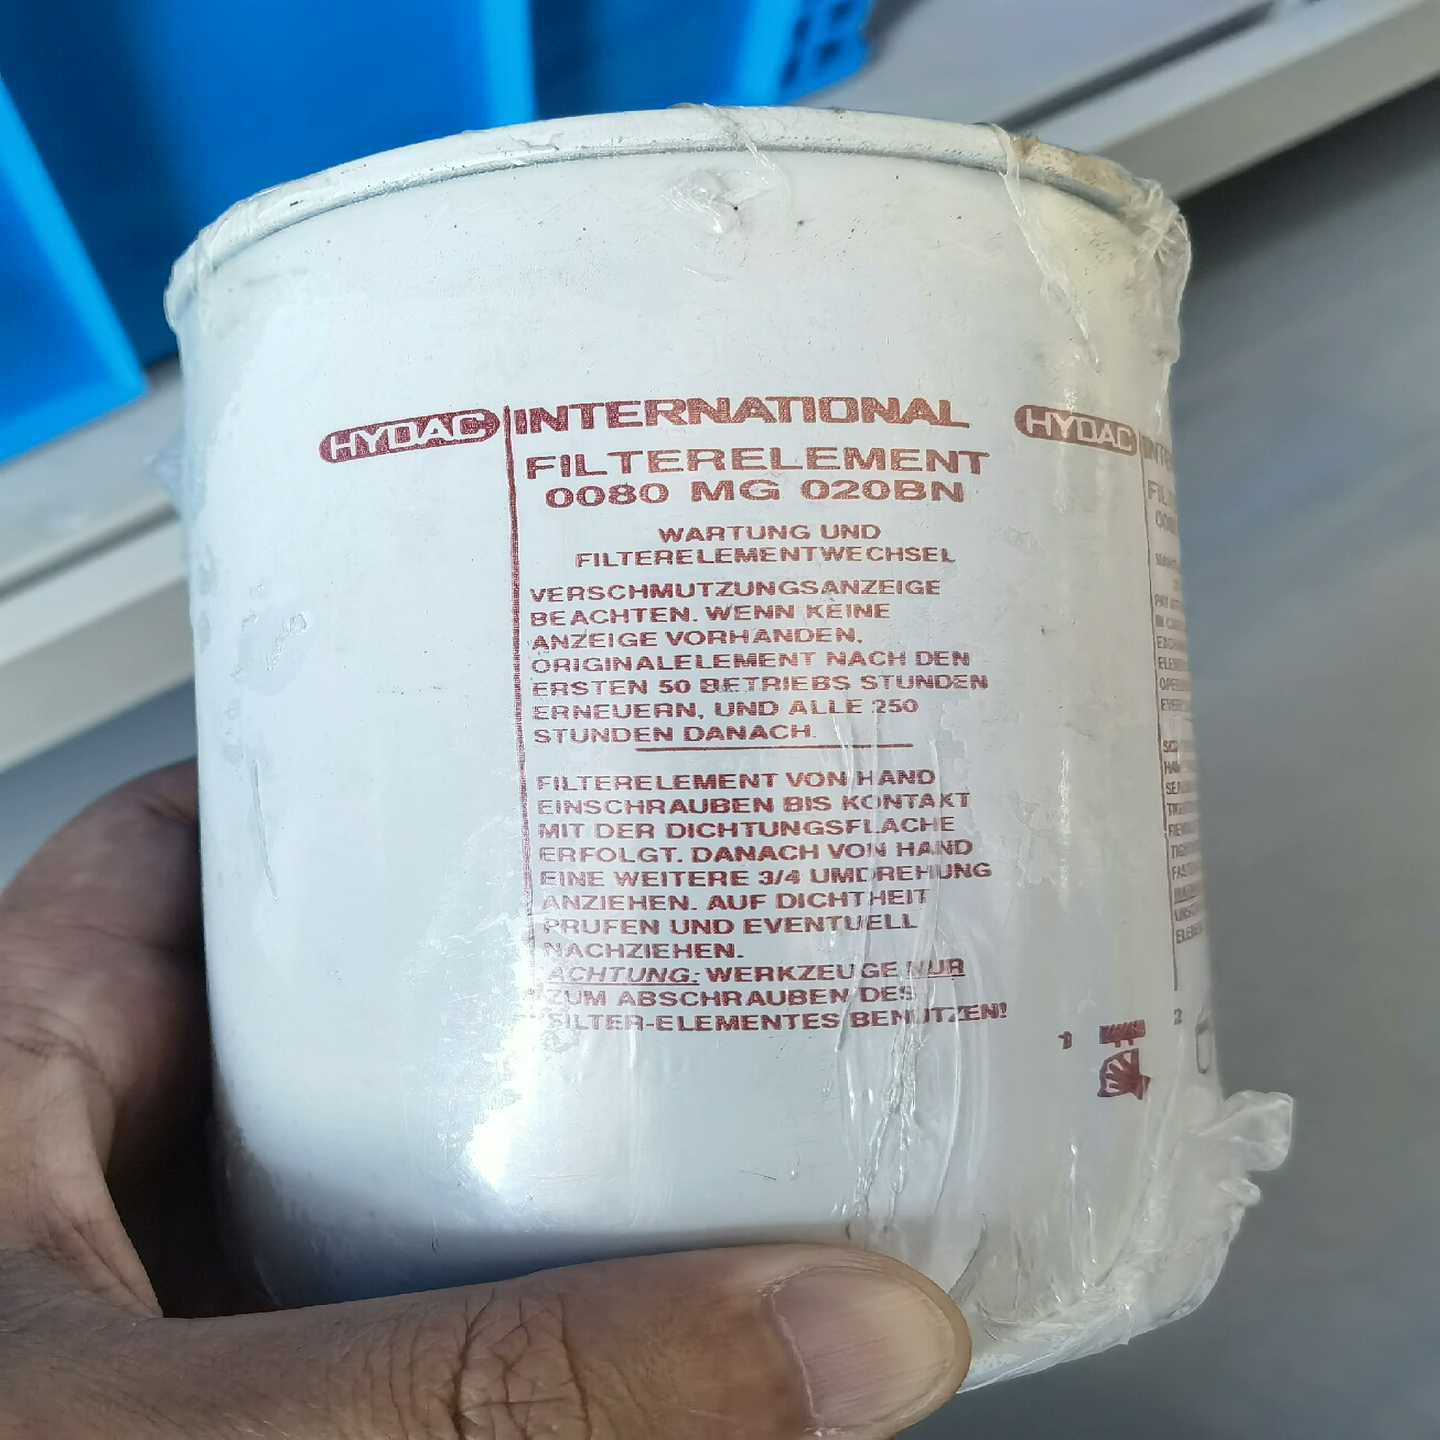 HYDAC INTERNATIONAL
FILTERELEMENT
0080 MG 020BN
WARTUNG UND
FILTERELEMENTWECHSEL
VERSCHMUTZUNGSANZEIGE
BEACHTEN. WENN KEINE
ANZEIGE VORHANDEN,
ORIGINALELEMENT NACH DEN
ERSTEN 50 BETRIEBS STUNDEN
ERNEUERN, UND ALLE 250
STUNDEN DANACH.
FILTERELEMENT VON HAND
EINSCHRAUBEN BIS KONTAKT
MIT DER DICHTUNGSFLACHE
ERFOLGT. DANACH VON HAND
EINE WEITERE 3/4 UMDREHUNG
ANZIEHEN. AUF DICHTHEIT
PRUFEN UND EVENTUELL
NACHZIEHEN.
ACHTUNG: WERKZEUGE NUR
ZUM ABSCHRAUBEN DES
FILTER-ELEMENTES BENUTZEN!
HYDAC
1
2